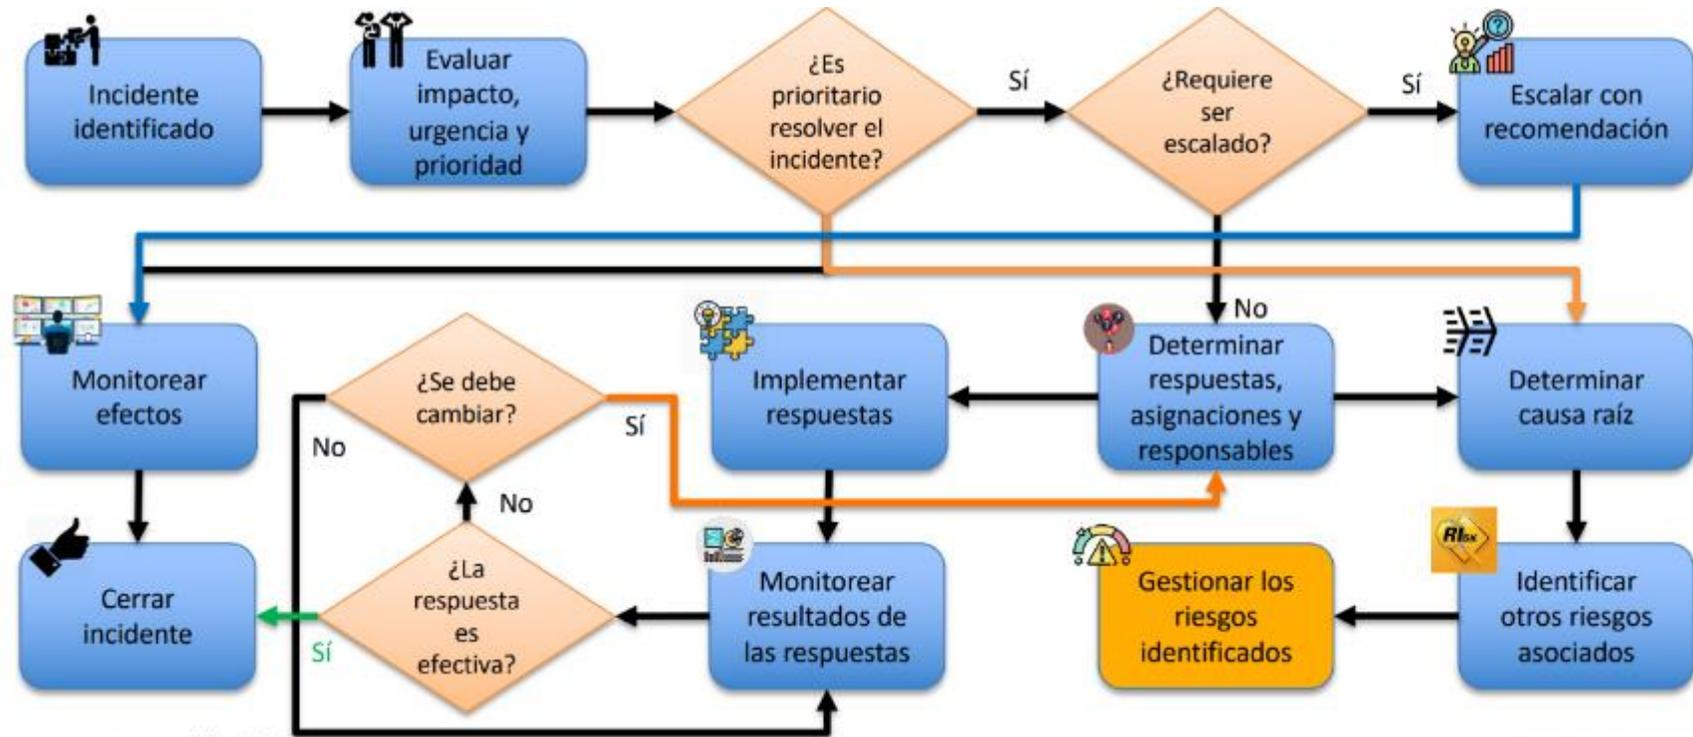 Incidente
identificado
Evaluar
impacto,
urgencia y
prioridad
¿Es
prioritario
resolver el
incidente?
Sí
¿Requiere
ser
escalado?
Sí
Escalar con
recomendación
Monitorear
efectos
¿Se debe
cambiar?
No
Sí
Implementar
respuestas
No
Determinar
respuestas,
asignaciones y
responsables
Determinar
causa raíz
No
Cerrar
incidente
Sí
¿La
respuesta
es
efectiva?
Monitorear
resultados de
las respuestas
Gestionar los
riesgos
identificados
RISK
Identificar
otros riesgos
asociados